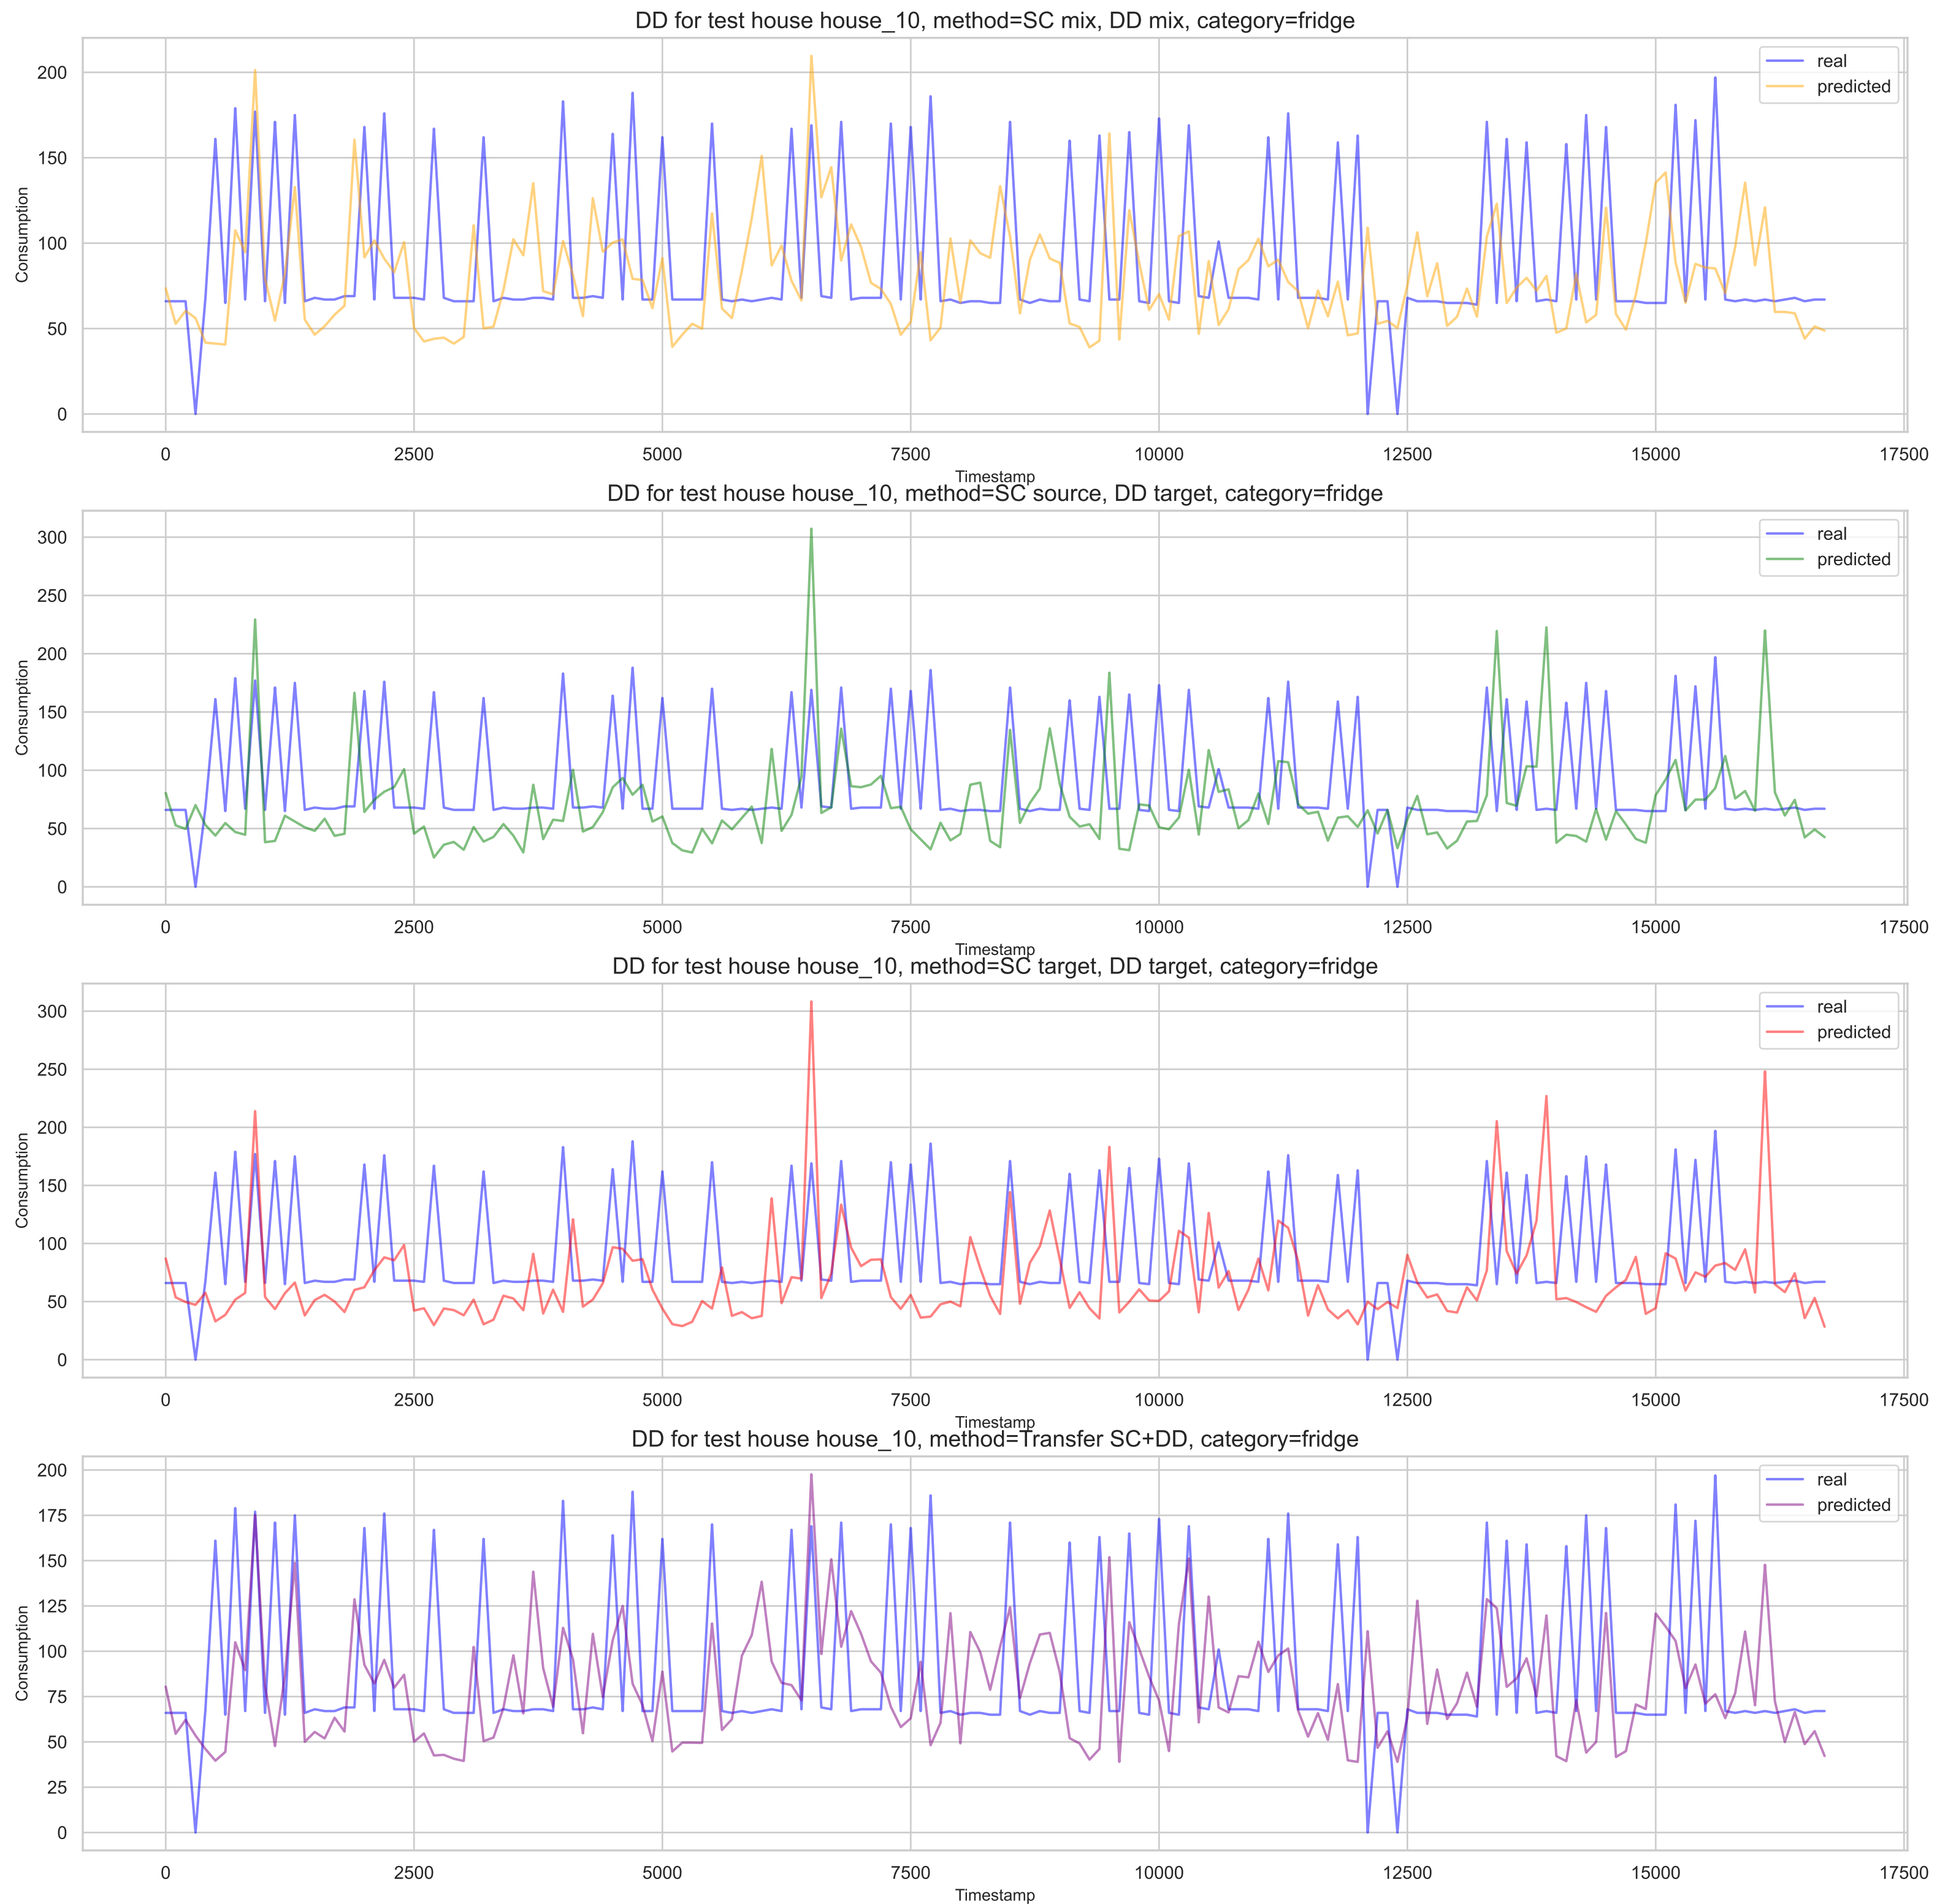 DD for test house house_10, method=SC mix, DD mix, category=fridge
real
predicted
Consumption
200
150
100
50
0
0 2500 5000 7500 10000 12500 15000 17500
Timestamp
DD for test house house_10, method=SC source, DD target, category=fridge
real
predicted
Consumption
300
250
200
150
100
50
0
0 2500 5000 7500 10000 12500 15000 17500
Timestamp
DD for test house house_10, method=SC target, DD target, category=fridge
real
predicted
Consumption
300
250
200
150
100
50
0
0 2500 5000 7500 10000 12500 15000 17500
Timestamp
DD for test house house_10, method=Transfer SC+DD, category=fridge
real
predicted
Consumption
200
175
150
125
100
75
50
25
0
0 2500 5000 7500 10000 12500 15000 17500
Timestamp